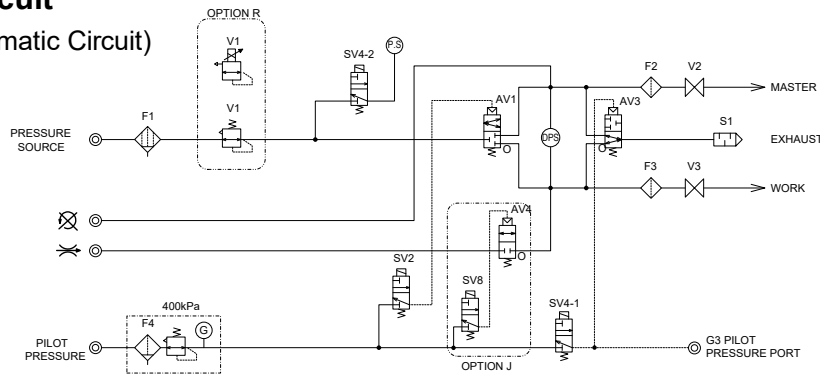 cuit
matic Circuit)
OPTION R
V1
SV4-2
P.S
F2
V2
MASTER
V1
AV1
AV3
F1
S1
PRESSURE
SOURCE
DPS
EXHAUST
O
O
F3
V3
WORK
AV4
O
SV2
SV8
400kPa
SV4-1
F4
G
PILOT
PRESSURE
G3 PILOT
PRESSURE PORT
OPTION J